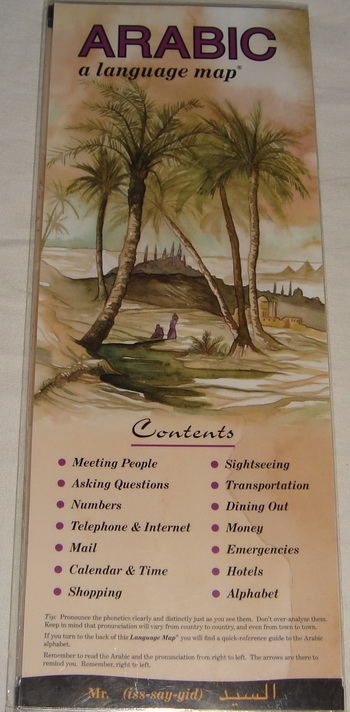 ARABIC
a language map®
Contents
Meeting People
Asking Questions
Numbers
Telephone & Internet
Mail
Calendar & Time
Shopping
Sightseeing
Transportation
Dining Out
Money
Emergencies
Hotels
Alphabet
Tip: Pronounce the phonetics clearly and distinctly just as you see them. Don't over-analyse them.
Keep in mind that pronunciation will vary from country to country, and even from town to town.
If you turn to the back of this Language Map® you will find a quick-reference guide to the Arabic
alphabet.
Remember to read the Arabic and the pronunciation from right to left. The arrows are there to
remind you. Remember, right to left.
Mr. (iss-say-yid) السيد